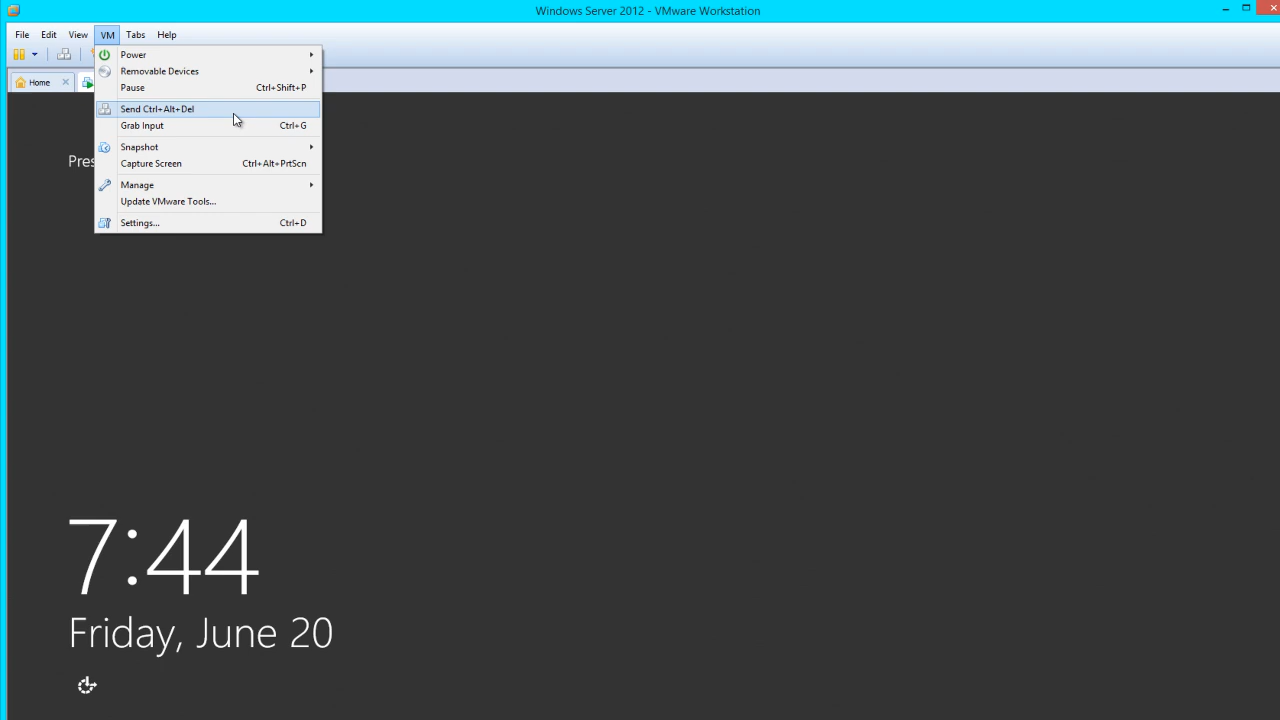 Windows Server 2012 - VMware Workstation
File Edit View VM Tabs Help
Home
Power
Removable Devices
Pause Ctrl+Shift+P
Send Ctrl+Alt+Del
Grab Input Ctrl+G
Snapshot
Pres
Capture Screen Ctrl+Alt+PrtScn
Manage
Update VMware Tools...
Settings... Ctrl+D
7:44
Friday, June 20